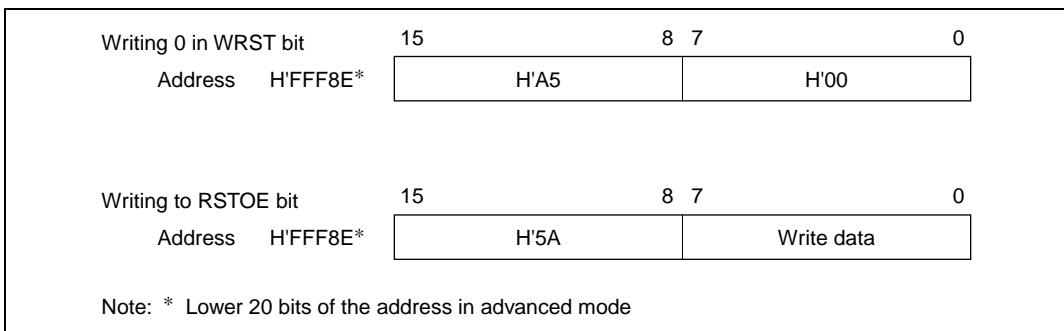 Writing 0 in WRST bit 15 8 7 0
Address H'FFF8E* H'A5 H'00
Writing to RSTOE bit 15 8 7 0
Address H'FFF8E* H'5A Write data
Note: * Lower 20 bits of the address in advanced mode